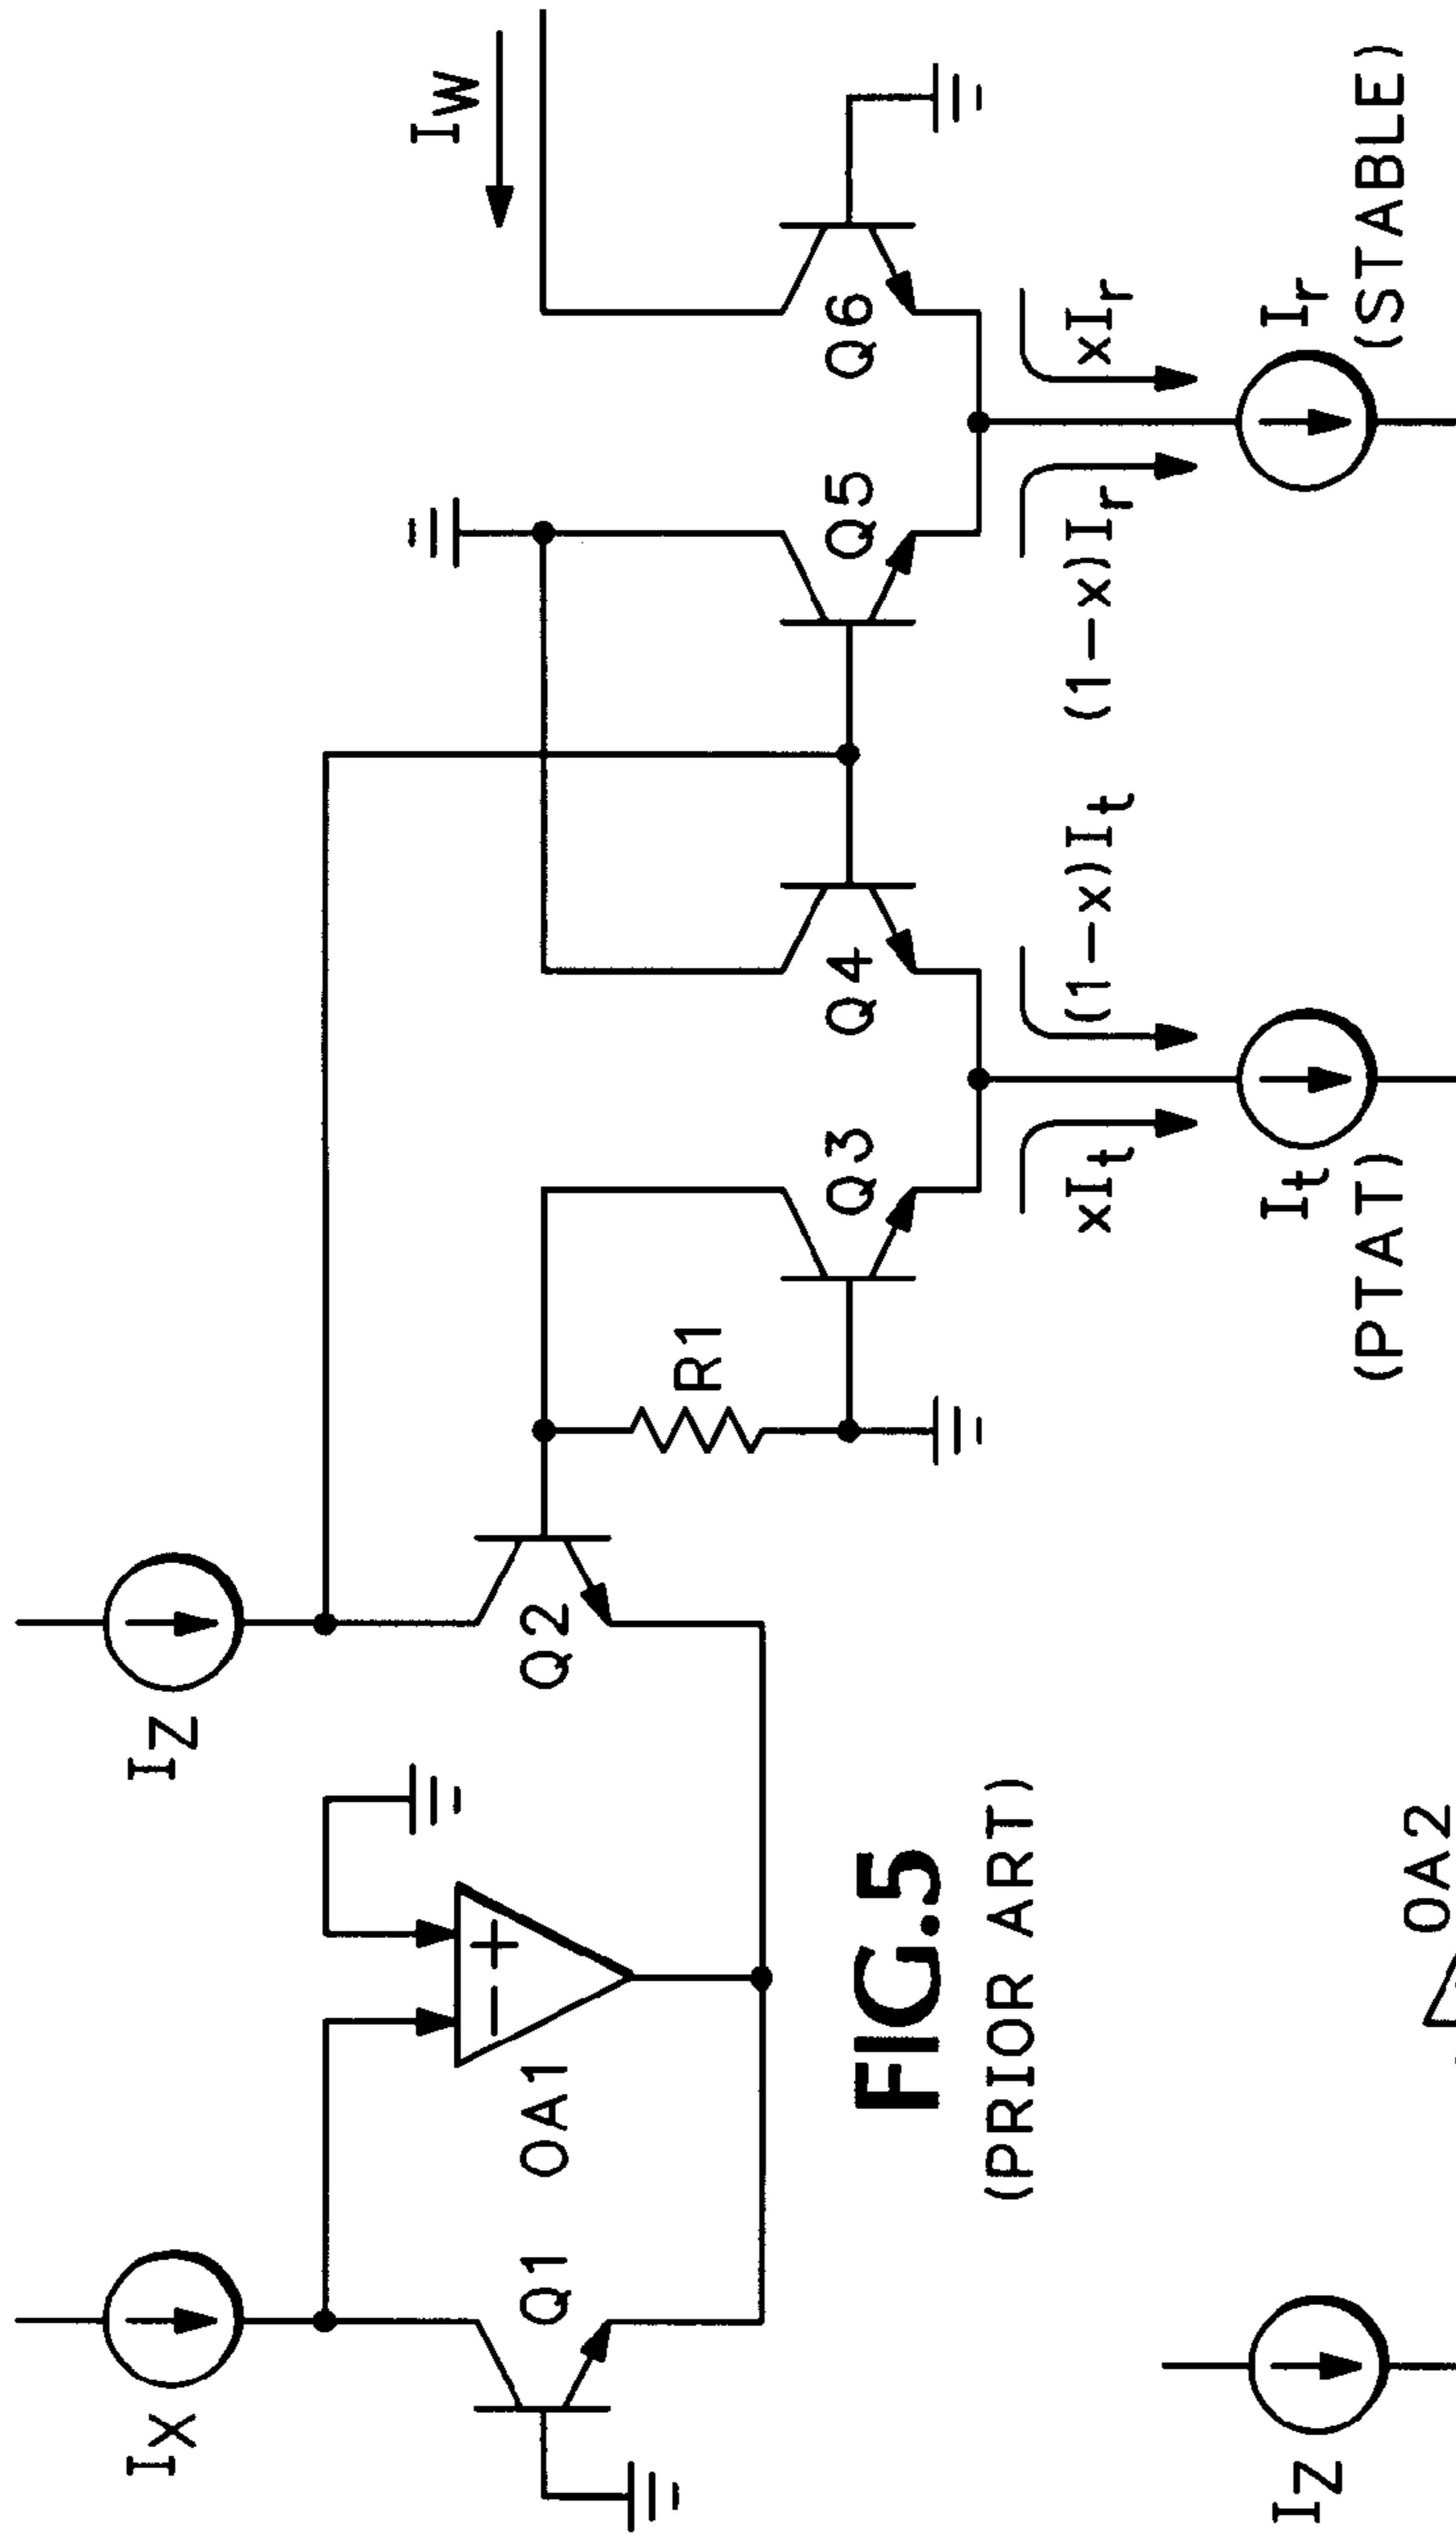 I_X
I_Z
I_W
Q1
OA1
− +
Q2
R1
Q3
Q4
Q5
Q6
xI_t
(1−x)I_t
(1−x)I_r
xI_r
I_t
(PTAT)
I_r
(STABLE)
FIG.5
(PRIOR ART)
I_Z
OA2